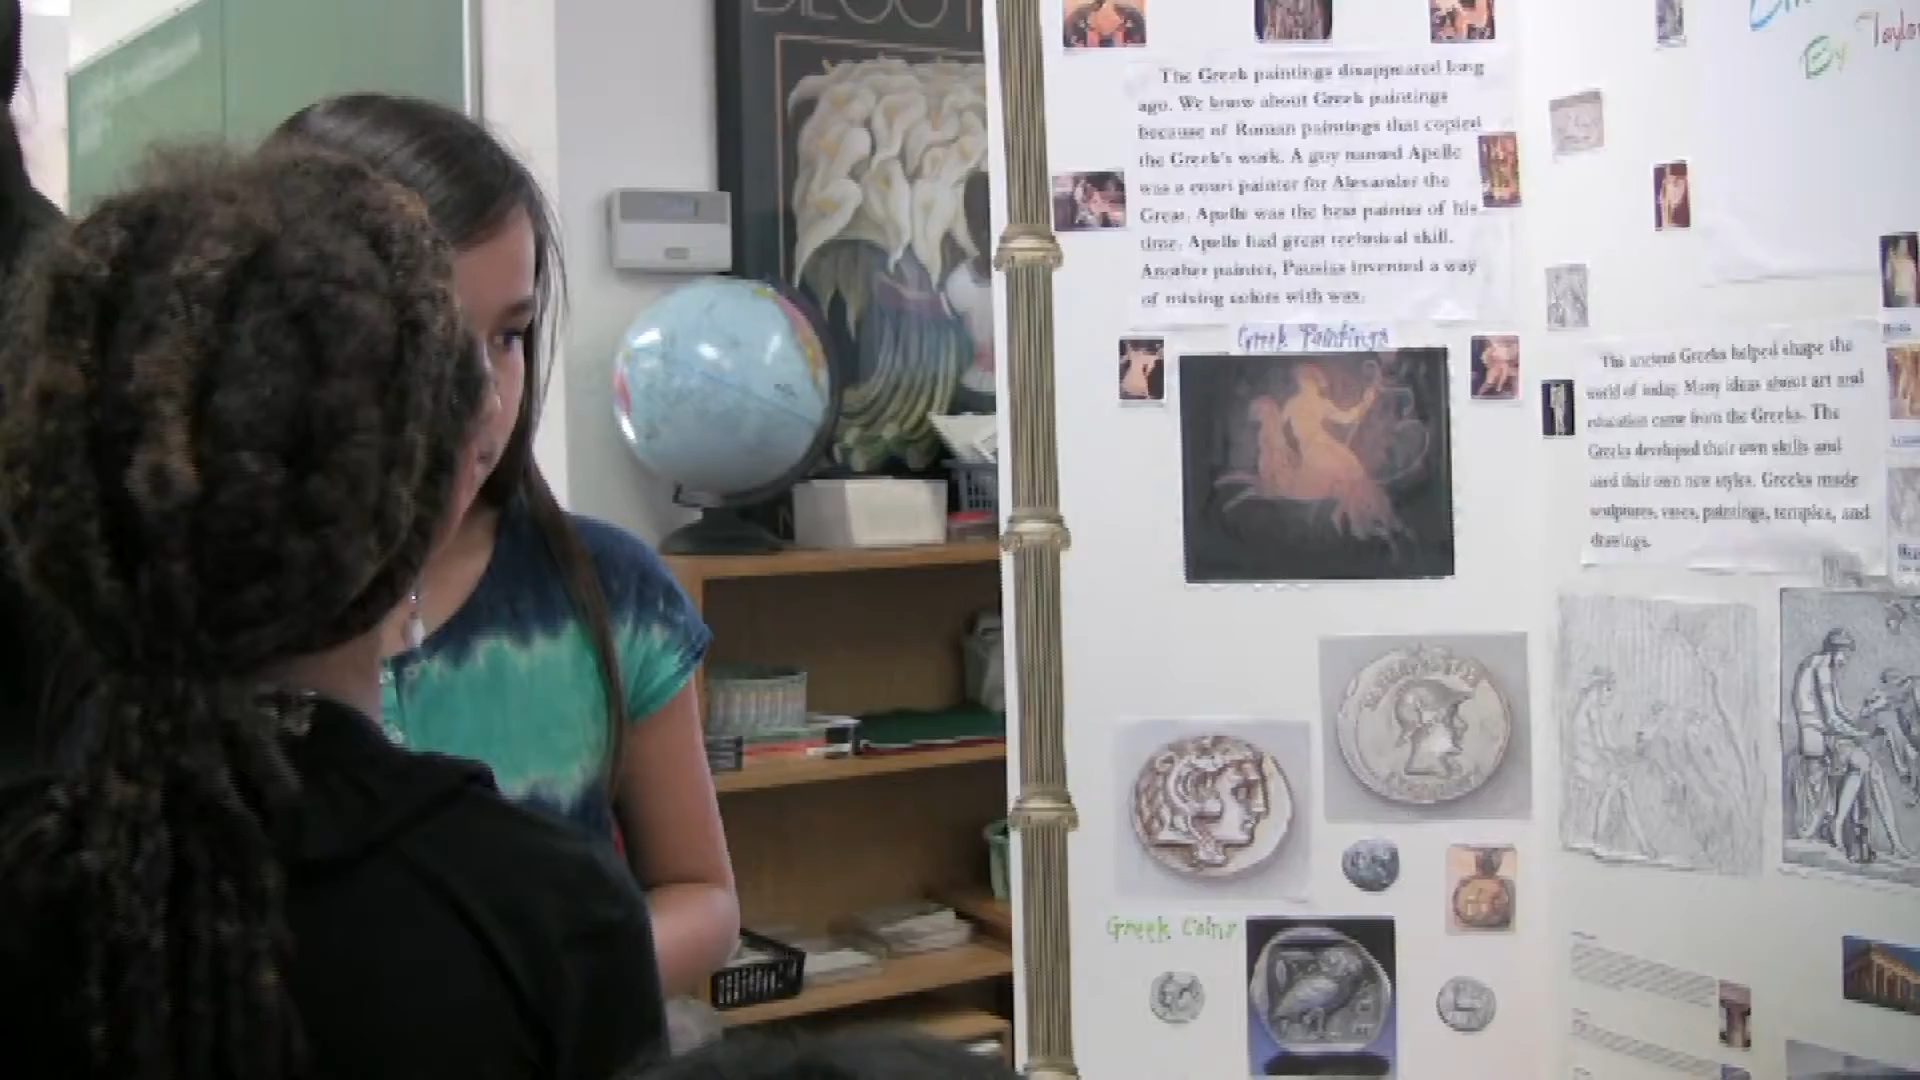 DIEGO
By Taylor
The Greek paintings disappeared long
ago. We know about Greek paintings
because of Roman paintings that copied
the Greek's work. A guy named Apelle
was a court painter for Alexander the
Great. Apelle was the best painter of his
time. Apelle had great technical skill.
Another painter, Pausias invented a way
of mixing colors with wax.
Greek Paintings
The ancient Greeks helped shape the
world of today. Many ideas about art and
education came from the Greeks. The
Greeks developed their own skills and
used their own new styles. Greeks made
sculptures, vases, paintings, temples, and
drawings.
Greek Coins